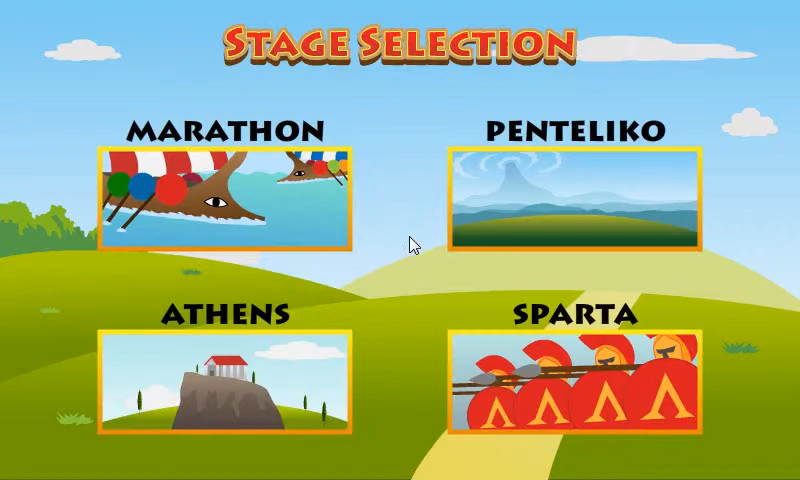 STAGE SELECTION
MARATHON
PENTELIKO
ATHENS
SPARTA